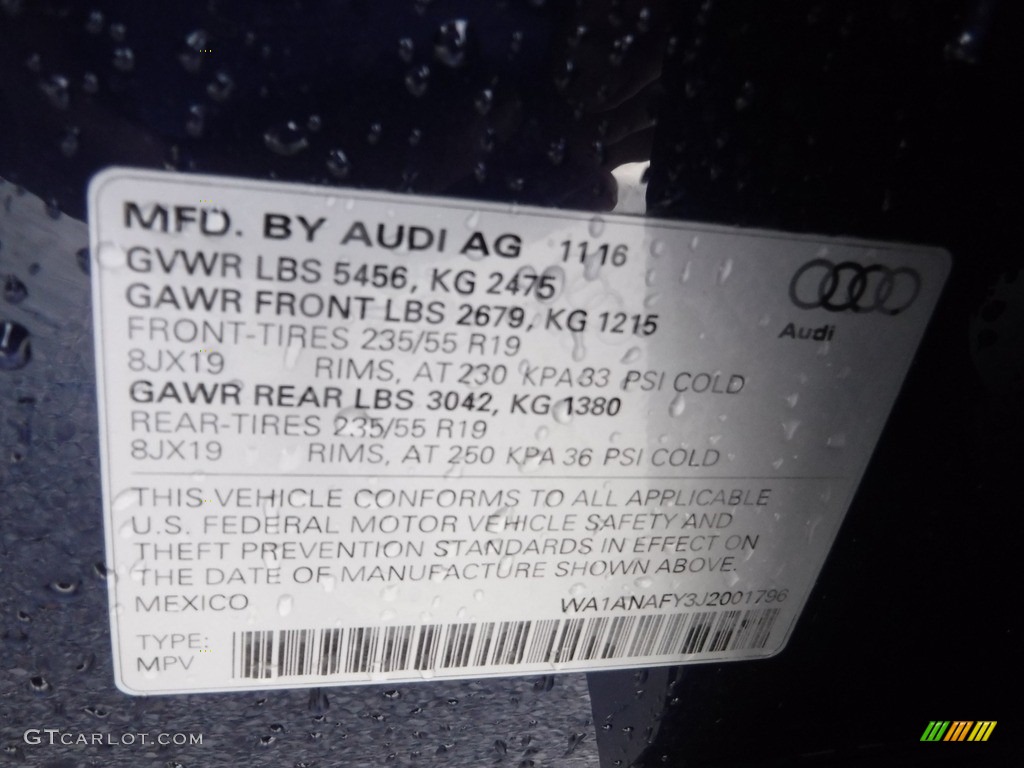 MFD. BY AUDI AG 1116
GVWR LBS 5456, KG 2475
GAWR FRONT LBS 2679, KG 1215
FRONT-TIRES 235/55 R19
8JX19 RIMS, AT 230 KPA 33 PSI COLD
GAWR REAR LBS 3042, KG 1380
REAR-TIRES 235/55 R19
8JX19 RIMS, AT 250 KPA 36 PSI COLD
Audi
THIS VEHICLE CONFORMS TO ALL APPLICABLE
U.S. FEDERAL MOTOR VEHICLE SAFETY AND
THEFT PREVENTION STANDARDS IN EFFECT ON
THE DATE OF MANUFACTURE SHOWN ABOVE.
MEXICO WA1ANAFY3J2001796
TYPE:
MPV
GTCARLOT.COM